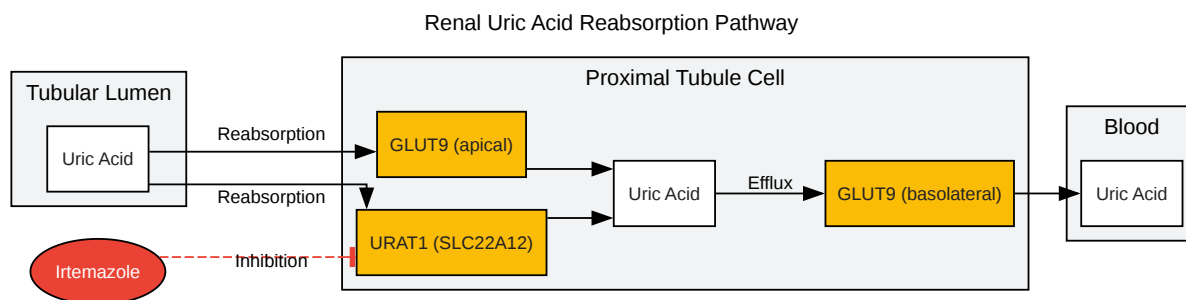 Renal Uric Acid Reabsorption Pathway
Tubular Lumen
Uric Acid
Reabsorption
Reabsorption
Irtemazole
Inhibition
Proximal Tubule Cell
GLUT9 (apical)
URAT1 (SLC22A12)
Uric Acid
Efflux
GLUT9 (basolateral)
Blood
Uric Acid